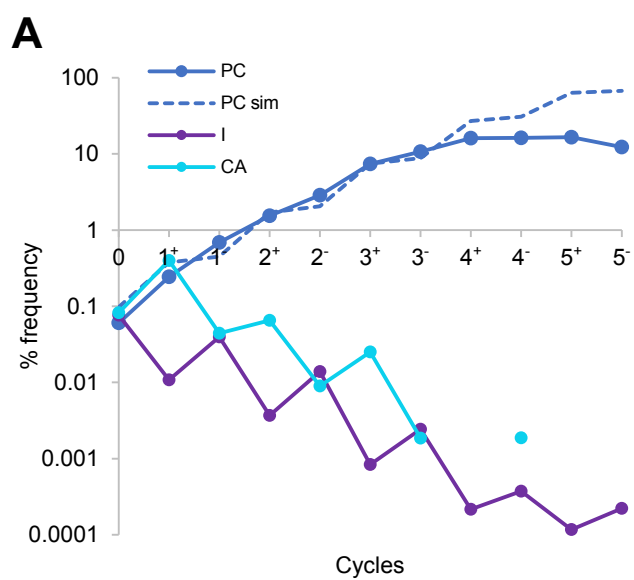 A
PC
PC sim
I
CA
100
10
1
0.1
0.01
0.001
0.0001
0 1⁺ 1⁻ 2⁺ 2⁻ 3⁺ 3⁻ 4⁺ 4⁻ 5⁺ 5⁻
% frequency
Cycles